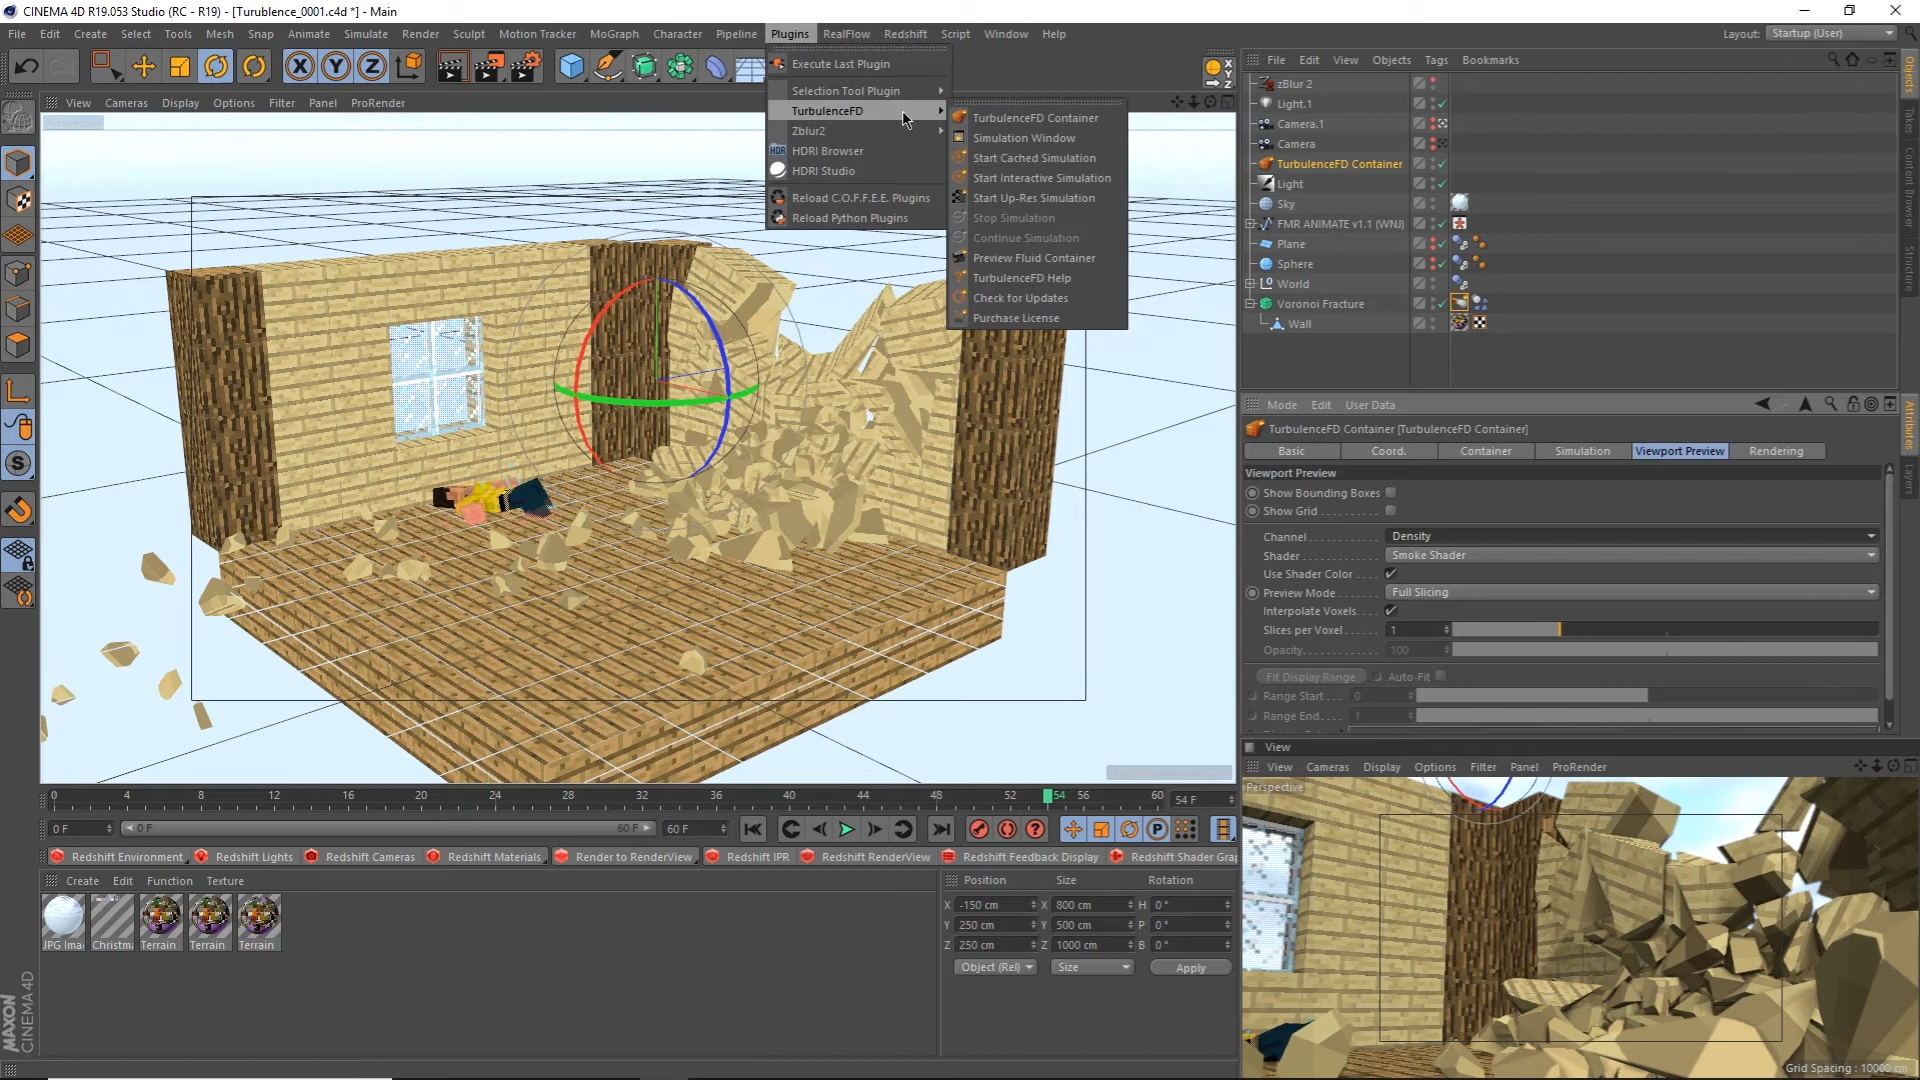 CINEMA 4D R19.053 Studio (RC - R19) - [Turublence_0001.c4d *] - Main
File Edit Create Select Tools Mesh Snap Animate Simulate Render Sculpt Motion Tracker MoGraph Character Pipeline Plugins RealFlow Redshift Script Window Help
Layout: Startup (User)
Execute Last Plugin
Selection Tool Plugin
TurbulenceFD
Zblur2
HDRI Browser
HDRI Studio
Reload C.O.F.F.E.E. Plugins
Reload Python Plugins
TurbulenceFD Container
Simulation Window
Start Cached Simulation
Start Interactive Simulation
Start Up-Res Simulation
Stop Simulation
Continue Simulation
Preview Fluid Container
TurbulenceFD Help
Check for Updates
Purchase License
View Cameras Display Options Filter Panel ProRender
File Edit View Objects Tags Bookmarks
zBlur 2
Light.1
Camera.1
Camera
TurbulenceFD Container
Light
Sky
FMR ANIMATE v1.1 (WNJ)
Plane
Sphere
World
Voronoi Fracture
Wall
Objects
Takes
Content Browser
Structure
Mode Edit User Data
TurbulenceFD Container [TurbulenceFD Container]
Basic Coord. Container Simulation Viewport Preview Rendering
Viewport Preview
Show Bounding Boxes
Show Grid
Channel Density
Shader Smoke Shader
Use Shader Color
Preview Mode Full Slicing
Interpolate Voxels
Slices per Voxel 1
Opacity 100
Fit Display Range Auto-Fit
Range Start 0
Range End 1
Attributes
Layers
View
View Cameras Display Options Filter Panel ProRender
Perspective
Grid Spacing : 10000 cm
0 4 8 12 16 20 24 28 32 36 40 44 48 52 54 56 60 54 F
0 F 0 F 60 F 60 F
Redshift Environment Redshift Lights Redshift Cameras Redshift Materials Render to RenderView Redshift IPR Redshift RenderView Redshift Feedback Display Redshift Shader Grap
Create Edit Function Texture
JPG Ima Christm Terrain Terrain Terrain
Position Size Rotation
X -150 cm X 800 cm H 0 °
Y 250 cm Y 500 cm P 0 °
Z 250 cm Z 1000 cm B 0 °
Object (Rel) Size Apply
MAXON
CINEMA 4D